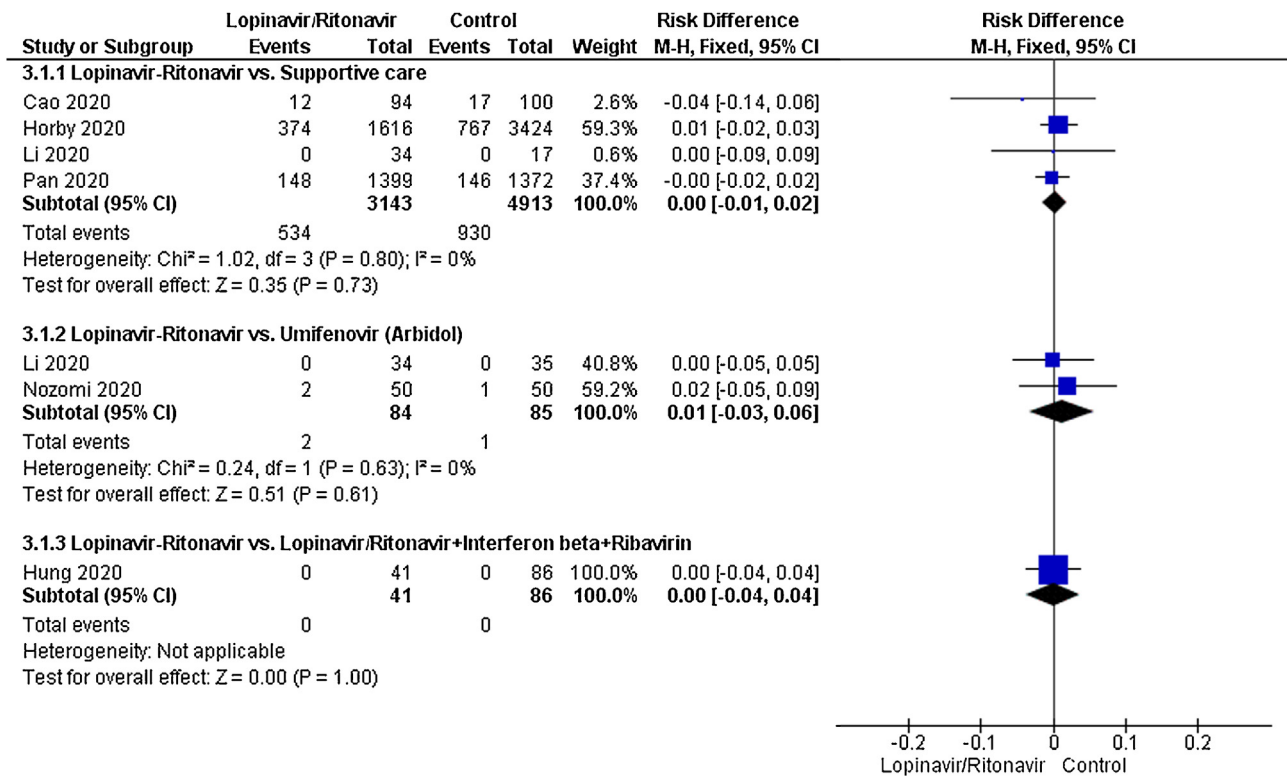 Lopinavir/Ritonavir Control Risk Difference Risk Difference
Study or Subgroup Events Total Events Total Weight M-H, Fixed, 95% CI M-H, Fixed, 95% CI
3.1.1 Lopinavir-Ritonavir vs. Supportive care
Cao 2020 12 94 17 100 2.6% -0.04 [-0.14, 0.06]
Horby 2020 374 1616 767 3424 59.3% 0.01 [-0.02, 0.03]
Li 2020 0 34 0 17 0.6% 0.00 [-0.09, 0.09]
Pan 2020 148 1399 146 1372 37.4% -0.00 [-0.02, 0.02]
Subtotal (95% CI) 3143 4913 100.0% 0.00 [-0.01, 0.02]
Total events 534 930
Heterogeneity: Chi² = 1.02, df = 3 (P = 0.80); I² = 0%
Test for overall effect: Z = 0.35 (P = 0.73)
3.1.2 Lopinavir-Ritonavir vs. Umifenovir (Arbidol)
Li 2020 0 34 0 35 40.8% 0.00 [-0.05, 0.05]
Nozomi 2020 2 50 1 50 59.2% 0.02 [-0.05, 0.09]
Subtotal (95% CI) 84 85 100.0% 0.01 [-0.03, 0.06]
Total events 2 1
Heterogeneity: Chi² = 0.24, df = 1 (P = 0.63); I² = 0%
Test for overall effect: Z = 0.51 (P = 0.61)
3.1.3 Lopinavir-Ritonavir vs. Lopinavir/Ritonavir+Interferon beta+Ribavirin
Hung 2020 0 41 0 86 100.0% 0.00 [-0.04, 0.04]
Subtotal (95% CI) 41 86 100.0% 0.00 [-0.04, 0.04]
Total events 0 0
Heterogeneity: Not applicable
Test for overall effect: Z = 0.00 (P = 1.00)
-0.2 -0.1 0 0.1 0.2
Lopinavir/Ritonavir Control